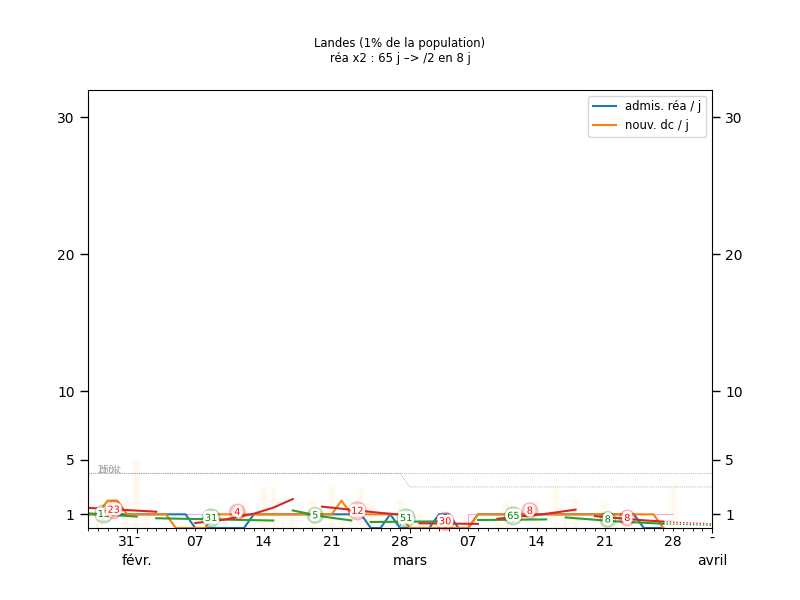 Landes (1% de la population)
réa x2 : 65 j –> /2 en 8 j
admis. réa / j
nouv. dc / j
30 30
20 20
10 10
5 5
1 1
23 31 4 5 12 51 30 65 8 8 8
31 07 14 21 28 07 14 21 28
févr. mars avril